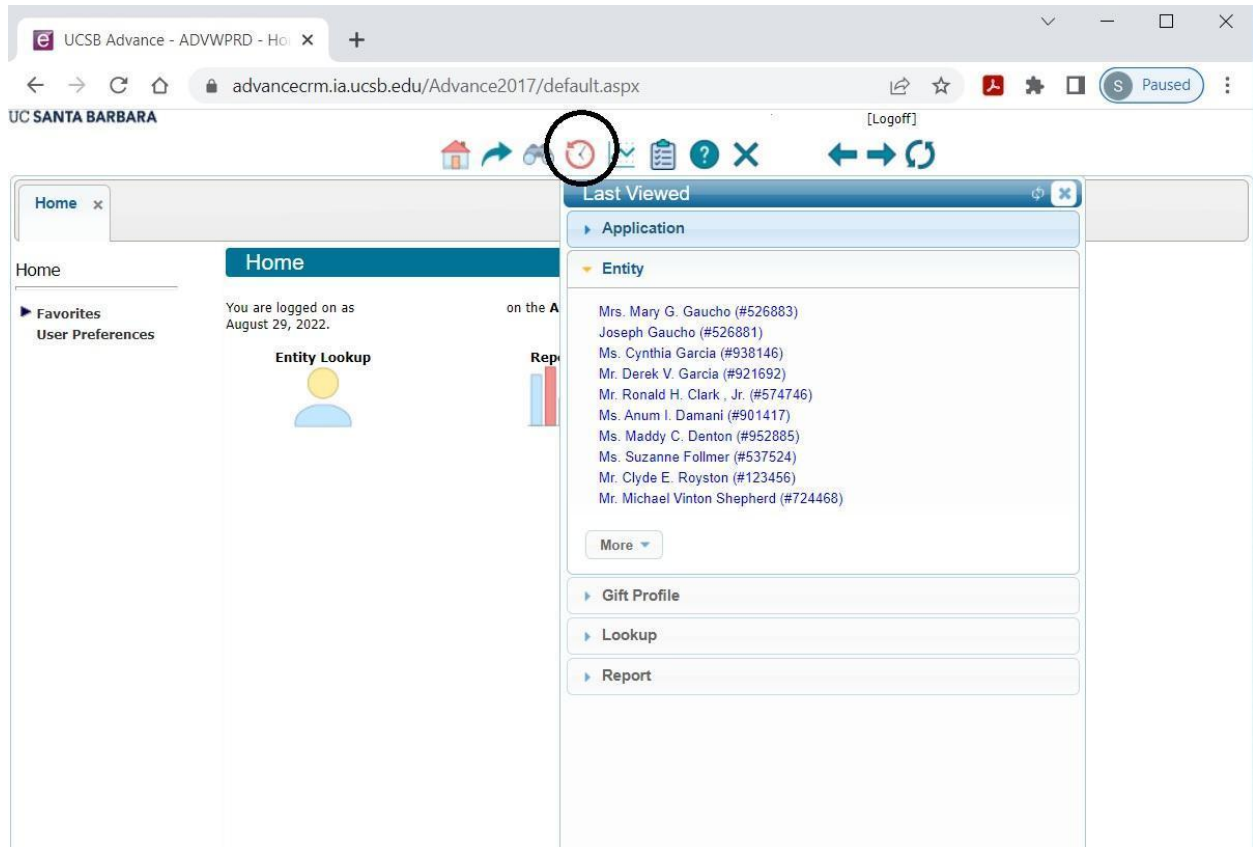 UCSB Advance - ADVWPRD - Ho
advancecrm.ia.ucsb.edu/Advance2017/default.aspx
S Paused
UC SANTA BARBARA
[Logoff]
Home
Last Viewed
Application
Home
Home
Entity
Favorites
User Preferences
You are logged on as on the A
August 29, 2022.
Entity Lookup
Repo
Mrs. Mary G. Gaucho (#526883)
Joseph Gaucho (#526881)
Ms. Cynthia Garcia (#938146)
Mr. Derek V. Garcia (#921692)
Mr. Ronald H. Clark , Jr. (#574746)
Ms. Anum I. Damani (#901417)
Ms. Maddy C. Denton (#952885)
Ms. Suzanne Follmer (#537524)
Mr. Clyde E. Royston (#123456)
Mr. Michael Vinton Shepherd (#724468)
More
Gift Profile
Lookup
Report